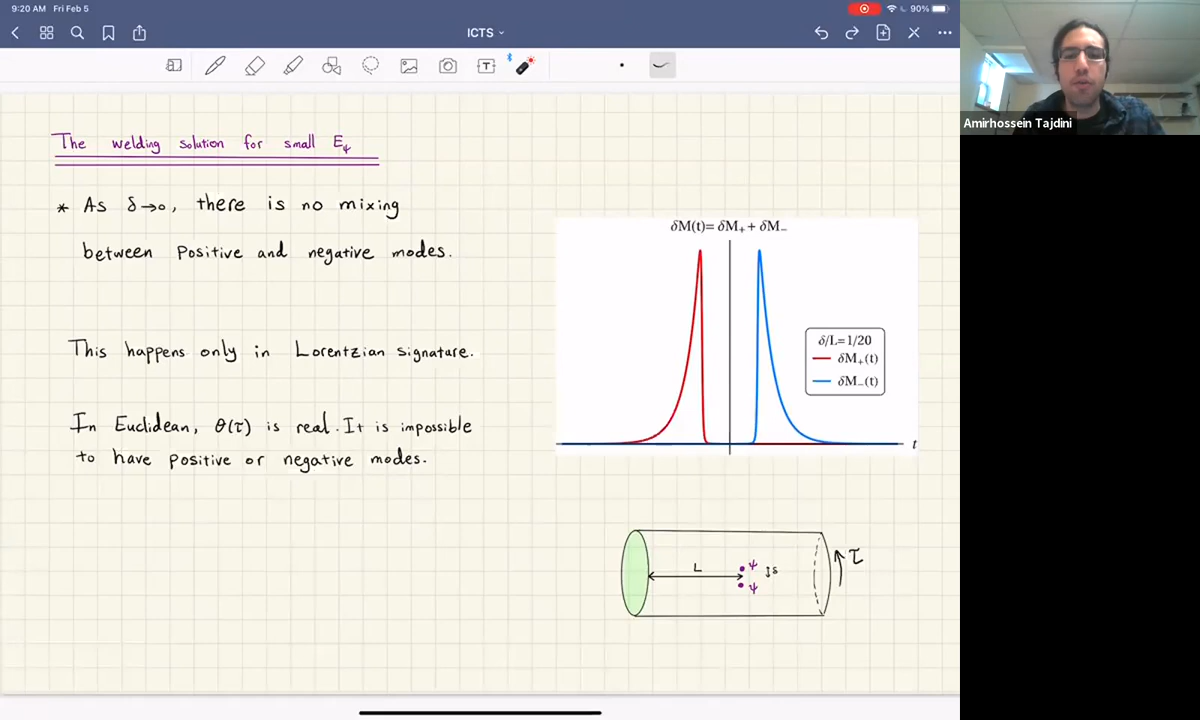 9:20 AM Fri Feb 5
90%
ICTS
T
Amirhossein Tajdini
The welding solution for small Eψ
* As δ→0, there is no mixing
between positive and negative modes.
This happens only in Lorentzian signature.
In Euclidean, θ(τ) is real. It is impossible
to have positive or negative modes.
δM(t)= δM₊ + δM₋
δ/L=1/20
δM₊(t)
δM₋(t)
t
L
ψ
ψ
τ